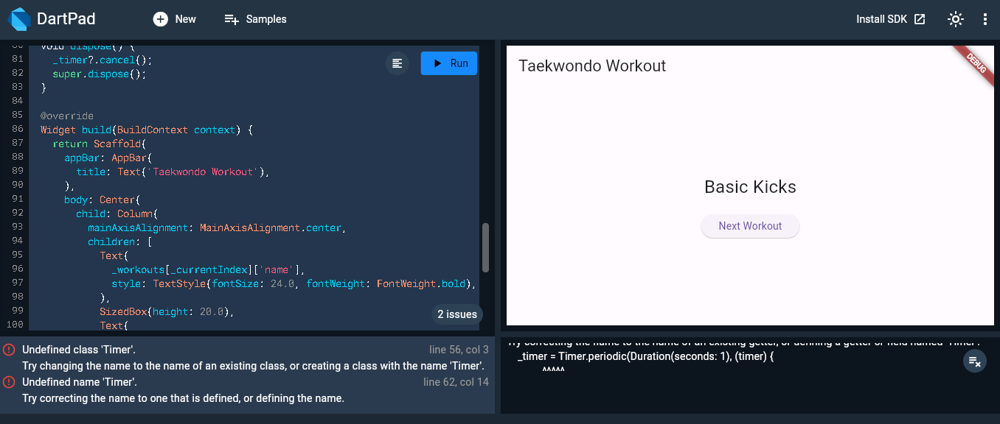 DartPad
New
Samples
Install SDK
80 void dispose() {
81 _timer?.cancel();
82 super.dispose();
83 }
84
85 @override
86 Widget build(BuildContext context) {
87 return Scaffold(
88 appBar: AppBar(
89 title: Text('Taekwondo Workout'),
90 ),
91 body: Center(
92 child: Column(
93 mainAxisAlignment: MainAxisAlignment.center,
94 children: [
95 Text(
96 _workouts[_currentIndex]['name'],
97 style: TextStyle(fontSize: 24.0, fontWeight: FontWeight.bold),
98 ),
99 SizedBox(height: 20.0),
100 Text(
Run
2 issues
Undefined class 'Timer'. line 56, col 3
Try changing the name to the name of an existing class, or creating a class with the name 'Timer'.
Undefined name 'Timer'. line 62, col 14
Try correcting the name to one that is defined, or defining the name.
Taekwondo Workout
DEBUG
Basic Kicks
Next Workout
Try correcting the name to the name of an existing getter, or defining a getter or field named 'Timer'.
_timer = Timer.periodic(Duration(seconds: 1), (timer) {
^^^^^